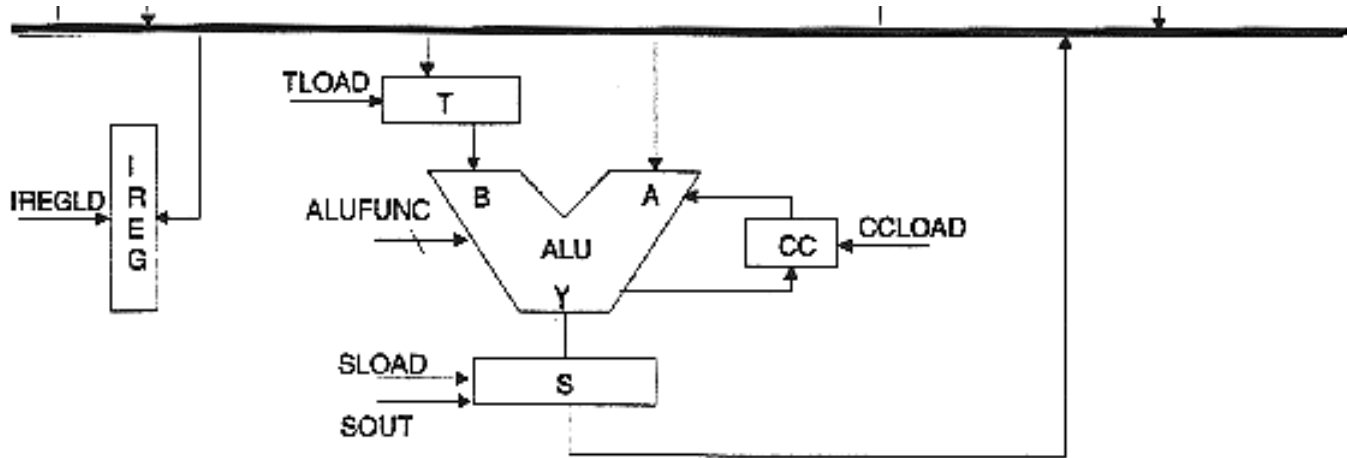 TLOAD
T
I
R
E
G
IREGLD
B
A
ALUFUNC
ALU
CC
CCLOAD
Y
SLOAD
S
SOUT